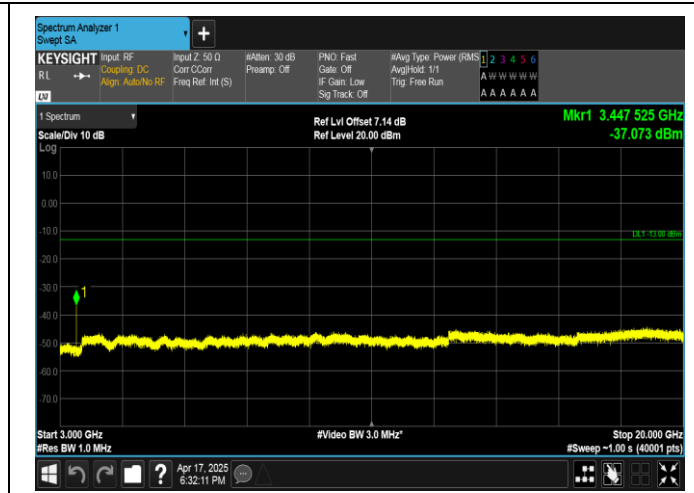 Spectrum Analyzer 1
Swept SA
KEYSIGHT Input: RF Input Z: 50 Ω #Atten: 30 dB PNO: Fast #Avg Type: Power (RMS 1 2 3 4 5 6
RL Coupling: DC Corr CCorr Preamp: Off Gate: Off Avg|Hold: 1/1 A W W W W W
Align: Auto/No RF Freq Ref: Int (S) IF Gain: Low Trig: Free Run
LXI Sig Track: Off A A A A A A
1 Spectrum Ref Lvl Offset 7.14 dB Mkr1 3.447 525 GHz
Scale/Div 10 dB Ref Level 20.00 dBm -37.073 dBm
Log
10.0
0.00
-10.0
DL1 -13.00 dBm
-20.0
-30.0
1
-40.0
-50.0
-60.0
-70.0
Start 3.000 GHz #Video BW 3.0 MHz* Stop 20.000 GHz
#Res BW 1.0 MHz #Sweep ~1.00 s (40001 pts)
Apr 17, 2025
6:32:11 PM